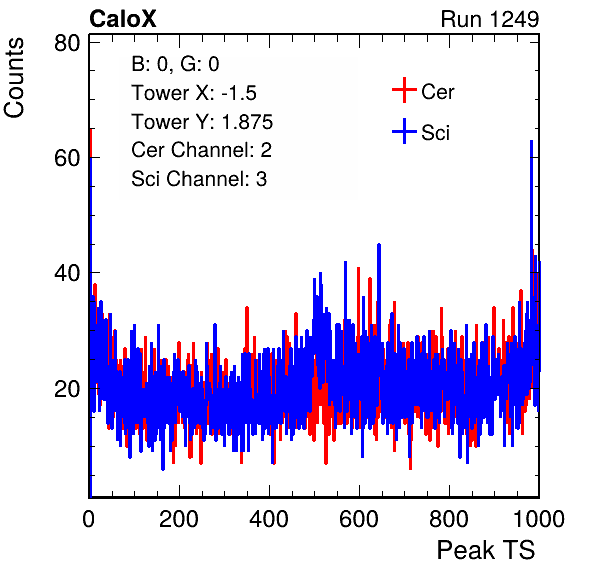 CaloX Run 1249
Counts
B: 0, G: 0
Tower X: -1.5
Tower Y: 1.875
Cer Channel: 2
Sci Channel: 3
Cer
Sci
80
60
40
20
0 200 400 600 800 1000
Peak TS